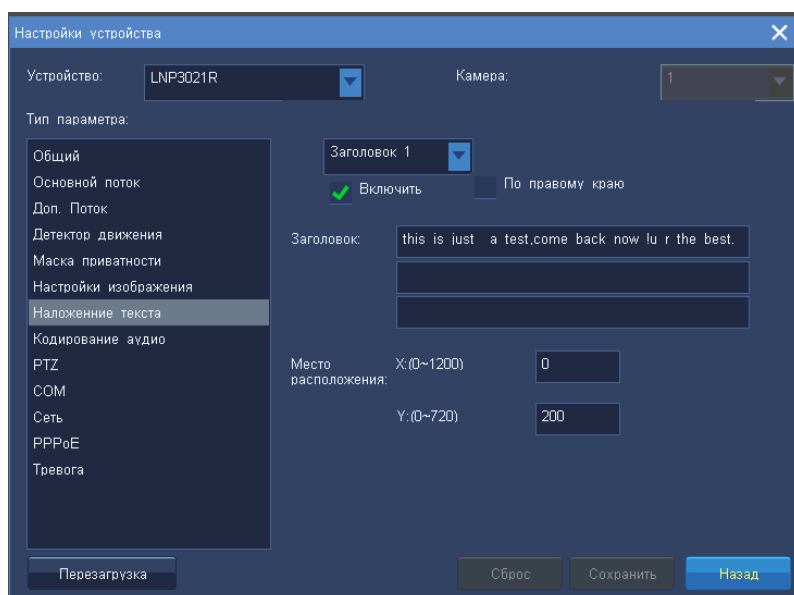 Настройки устройства
Устройство: LNP3021R Камера: 1
Тип параметра:
Общий
Основной поток
Доп. Поток
Детектор движения
Маска приватности
Настройки изображения
Наложенние текста
Кодирование аудио
PTZ
COM
Сеть
PPPoE
Тревога
Заголовок 1
Включить По правому краю
Заголовок: this is just a test,come back now !u r the best.
Место расположения:
X:(0~1200) 0
Y:(0~720) 200
Перезагрузка Сброс Сохранить Назад